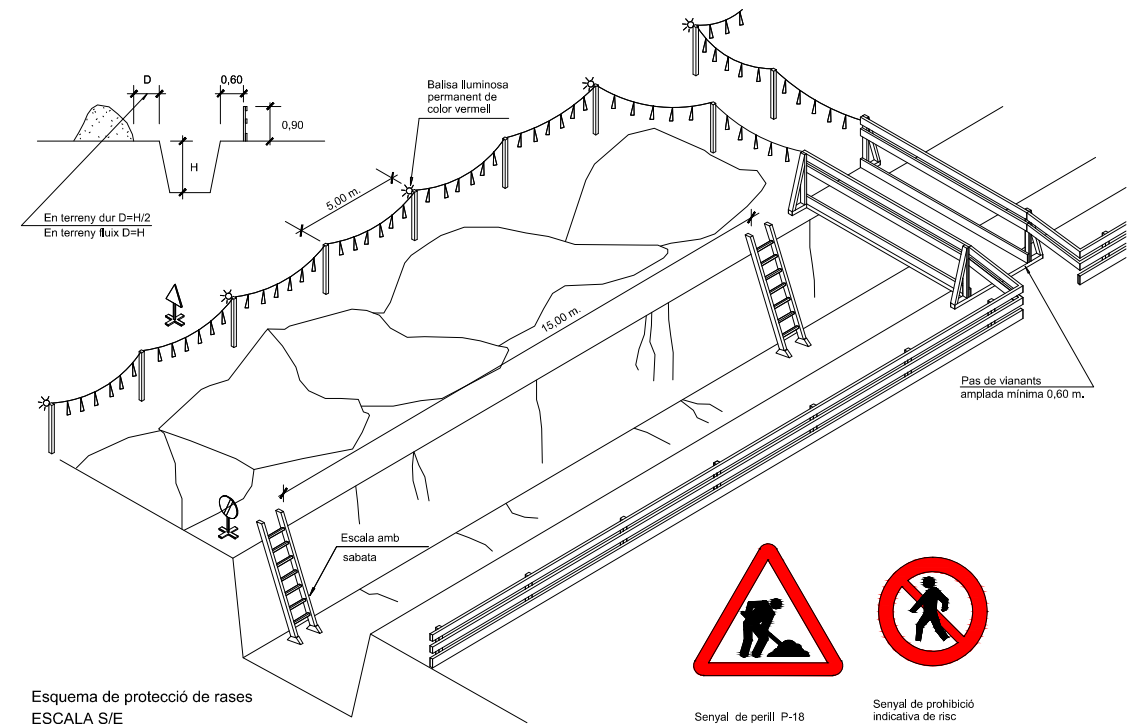 D
0,60
0,90
H
En terreny dur D=H/2
En terreny fluix D=H
Balisa lluminosa
permanent de
color vermell
5,00 m.
15,00 m.
Pas de vianants
amplada mínima 0,60 m.
Escala amb
sabata
Esquema de protecció de rases
ESCALA S/E
Senyal de perill P-18
Senyal de prohibició
indicativa de risc